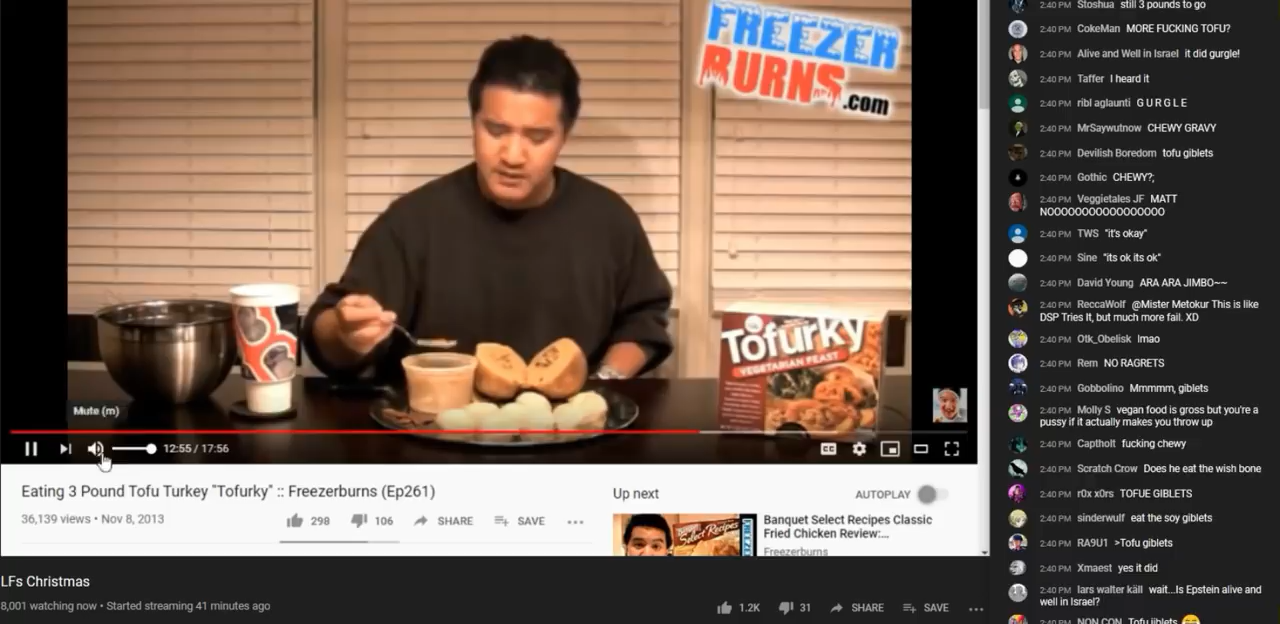 FREEZER
BURNS.com
Tofurky
VEGETARIAN FEAST
Mute (m)
12:55 / 17:56
CC
Eating 3 Pound Tofu Turkey "Tofurky" :: Freezerburns (Ep261)
36,139 views • Nov 8, 2013
298
106
SHARE
SAVE
Up next
AUTOPLAY
Select Recipes
Banquet Select Recipes Classic
Fried Chicken Review:...
Freezerburns
LFs Christmas
8,001 watching now • Started streaming 41 minutes ago
1.2K
31
SHARE
SAVE
2:40 PM Stoshua still 3 pounds to go
2:40 PM CokeMan MORE FUCKING TOFU?
2:40 PM Alive and Well in Israel it did gurgle!
2:40 PM Taffer I heard it
2:40 PM ribl aglaunti G U R G L E
2:40 PM MrSaywutnow CHEWY GRAVY
2:40 PM Devilish Boredom tofu giblets
2:40 PM Gothic CHEWY?;
2:40 PM Veggietales JF MATT
NOOOOOOOOOOOOOOOO
2:40 PM TWS "it's okay"
2:40 PM Sine "its ok its ok"
2:40 PM David Young ARA ARA JIMBO~~
2:40 PM ReccaWolf @Mister Metokur This is like
DSP Tries It, but much more fail. XD
2:40 PM Otk_Obelisk lmao
2:40 PM Rem NO RAGRETS
2:40 PM Gobbolino Mmmmm, giblets
2:40 PM Molly S vegan food is gross but you're a
pussy if it actually makes you throw up
2:40 PM Captholt fucking chewy
2:40 PM Scratch Crow Does he eat the wish bone
2:40 PM r0x x0rs TOFUE GIBLETS
2:40 PM sinderwulf eat the soy giblets
2:40 PM RA9U1 >Tofu giblets
2:40 PM Xmaest yes it did
2:40 PM lars walter käll wait...Is Epstein alive and
well in Israel?
2:40 PM NON CON Tofu jiblets 😄